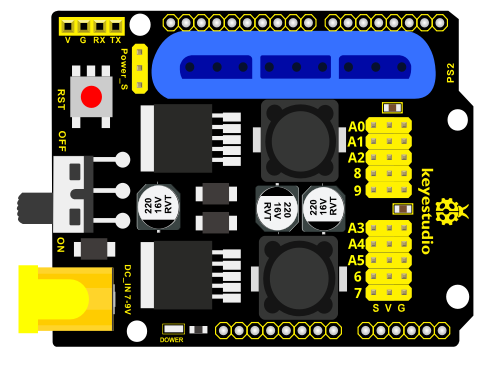 V G RX TX
Power_S
PS2
RST
OFF
ON
A0
A1
A2
8
9
220
16V
RVT
220
16V
RVT
220
16V
RVT
keyestudio
A3
A4
A5
6
7
S V G
DC_IN 7-9V
DOWER